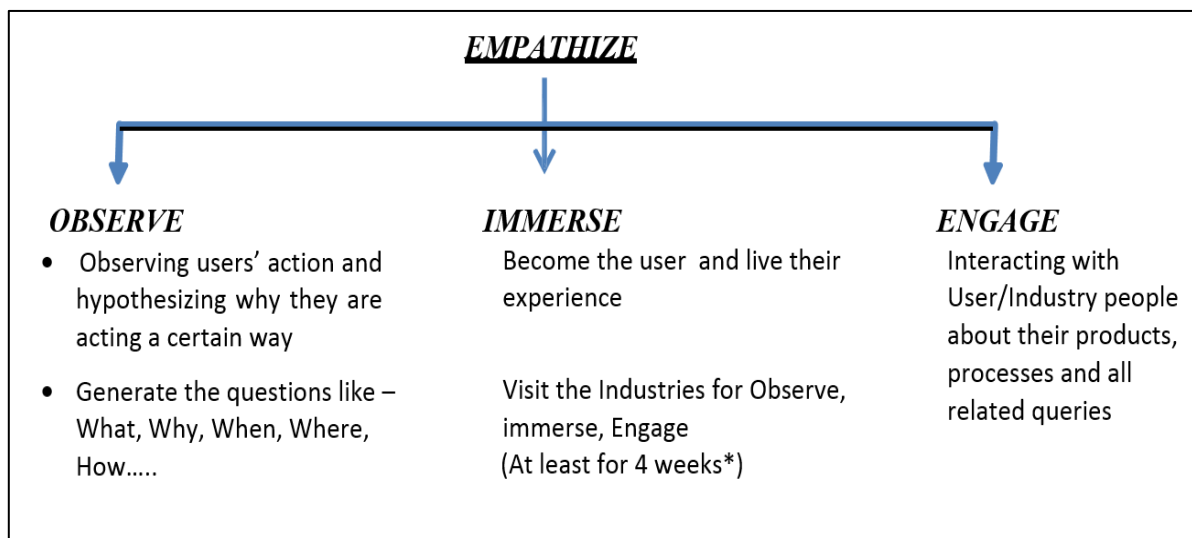 EMPATHIZE
OBSERVE
• Observing users’ action and
hypothesizing why they are
acting a certain way
• Generate the questions like –
What, Why, When, Where,
How…..
IMMERSE
Become the user and live their
experience
Visit the Industries for Observe,
immerse, Engage
(At least for 4 weeks*)
ENGAGE
Interacting with
User/Industry people
about their products,
processes and all
related queries